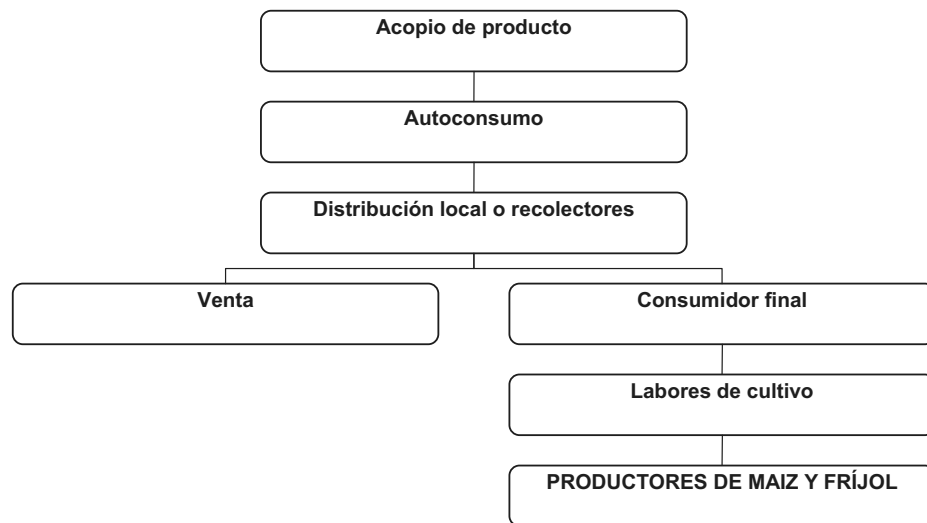 Acopio de producto
Autoconsumo
Distribución local o recolectores
Venta
Consumidor final
Labores de cultivo
PRODUCTORES DE MAIZ Y FRÍJOL